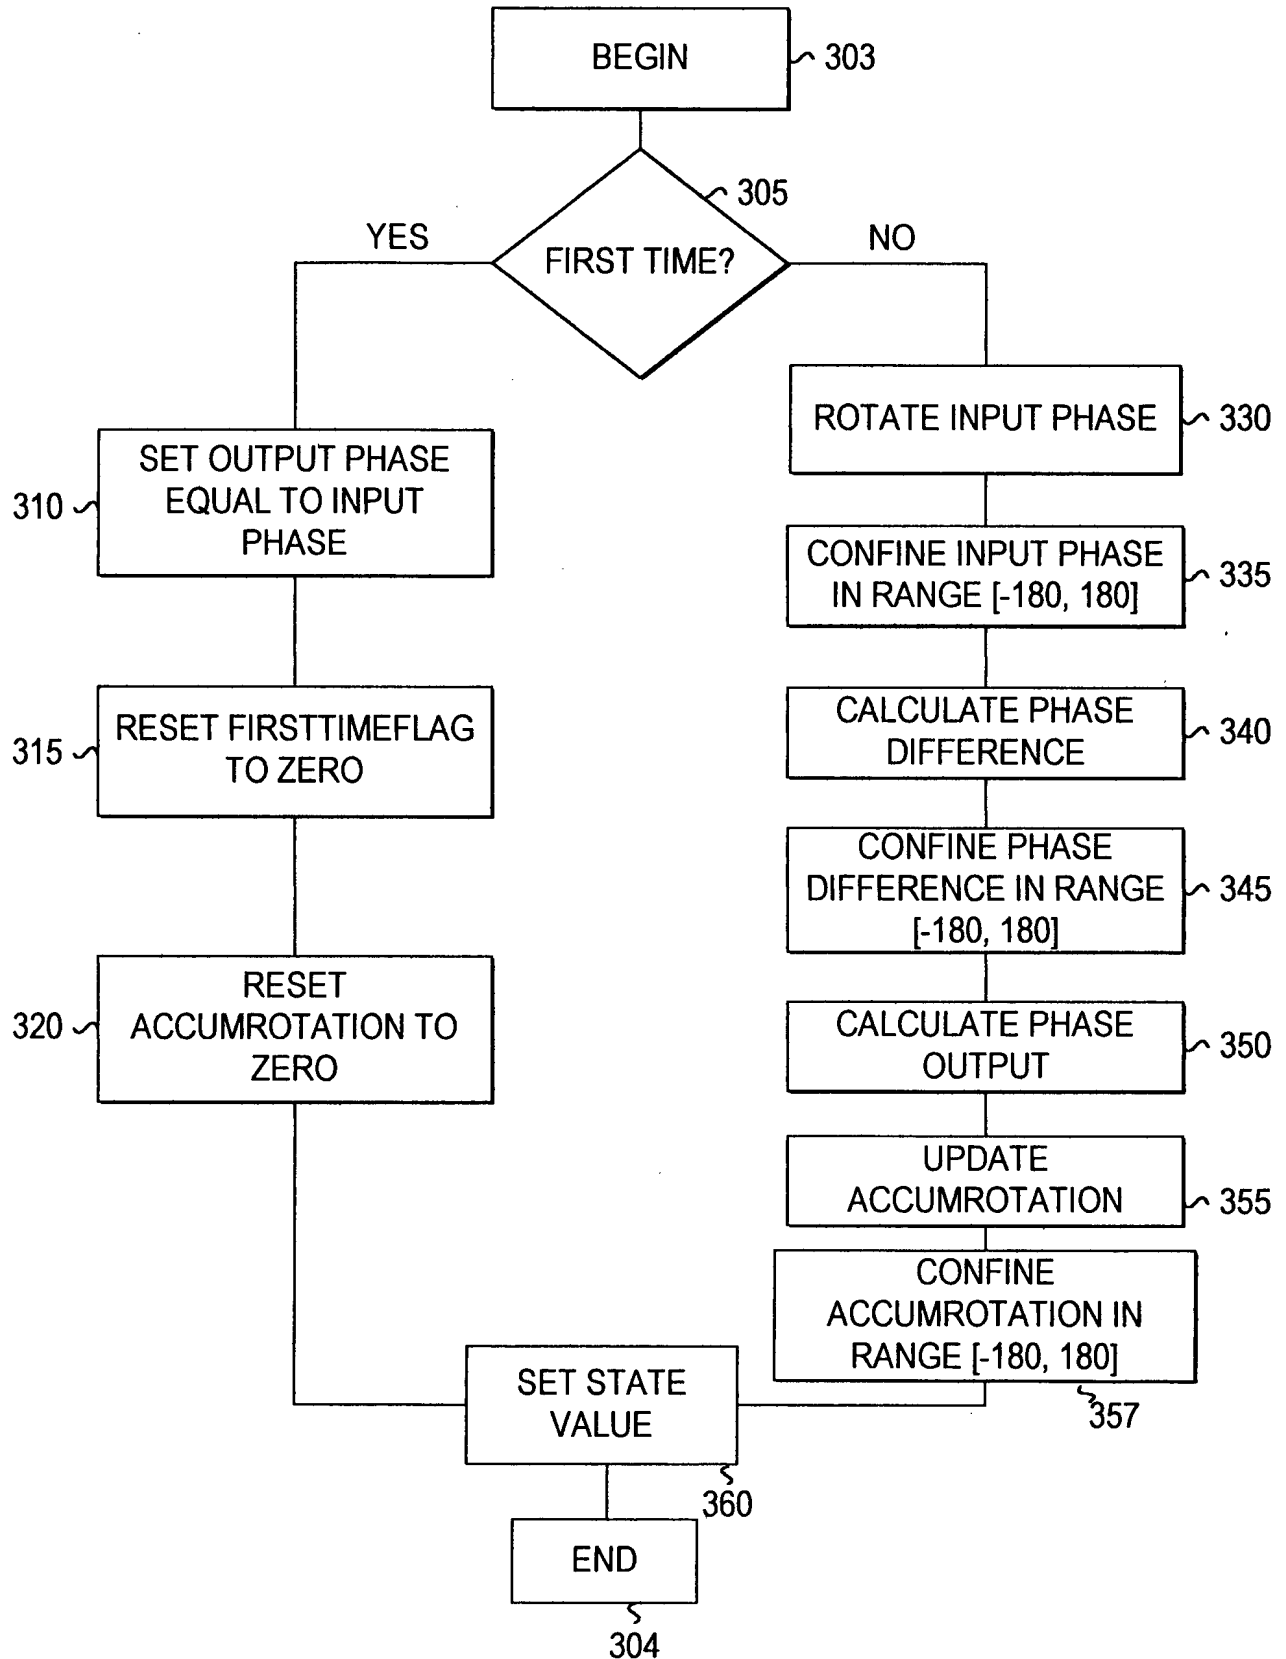 BEGIN
303
305
YES
FIRST TIME?
NO
SET OUTPUT PHASE
EQUAL TO INPUT
PHASE
310
RESET FIRSTTIMEFLAG
TO ZERO
315
RESET
ACCUMROTATION TO
ZERO
320
ROTATE INPUT PHASE
330
CONFINE INPUT PHASE
IN RANGE [-180, 180]
335
CALCULATE PHASE
DIFFERENCE
340
CONFINE PHASE
DIFFERENCE IN RANGE
[-180, 180]
345
CALCULATE PHASE
OUTPUT
350
UPDATE
ACCUMROTATION
355
CONFINE
ACCUMROTATION IN
RANGE [-180, 180]
357
SET STATE
VALUE
360
END
304